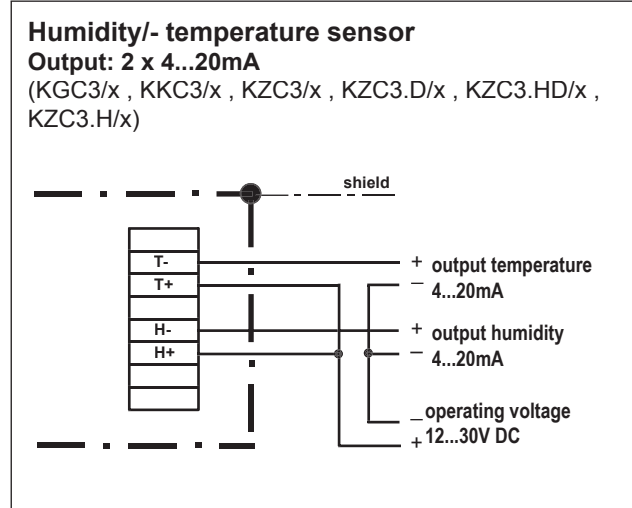 Humidity/- temperature sensor
Output: 2 x 4...20mA
(KGC3/x , KKC3/x , KZC3/x , KZC3.D/x , KZC3.HD/x ,
KZC3.H/x)
shield
T-
T+
H-
H+
+ output temperature
− 4...20mA
+ output humidity
− 4...20mA
− operating voltage
+ 12...30V DC